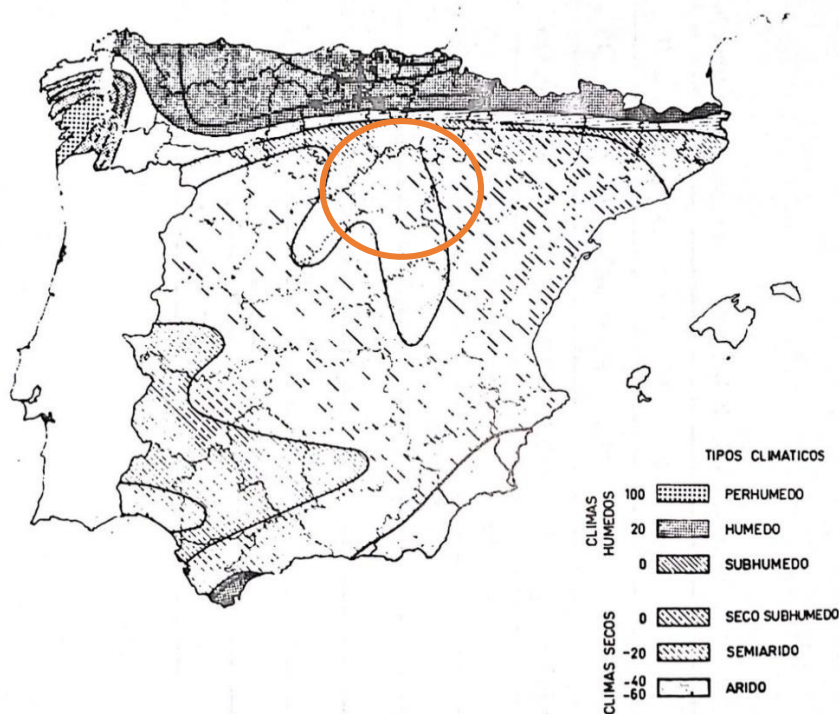 TIPOS CLIMATICOS
CLIMAS HUMEDOS
100 PERHUMEDO
20 HUMEDO
0 SUBHUMEDO
CLIMAS SECOS
0 SECO SUBHUMEDO
-20 SEMIARIDO
-40
-60 ARIDO